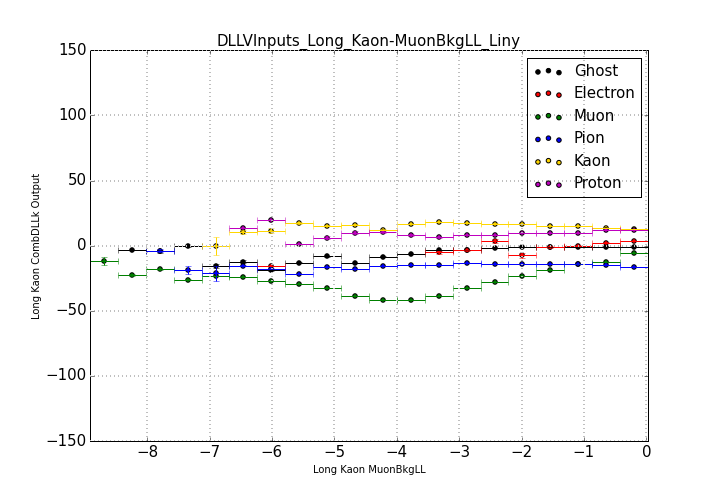 DLLVInputs_Long_Kaon-MuonBkgLL_Liny
150
100
50
0
−50
−100
−150
Long Kaon CombDLLk Output
Ghost
Electron
Muon
Pion
Kaon
Proton
−8 −7 −6 −5 −4 −3 −2 −1 0
Long Kaon MuonBkgLL